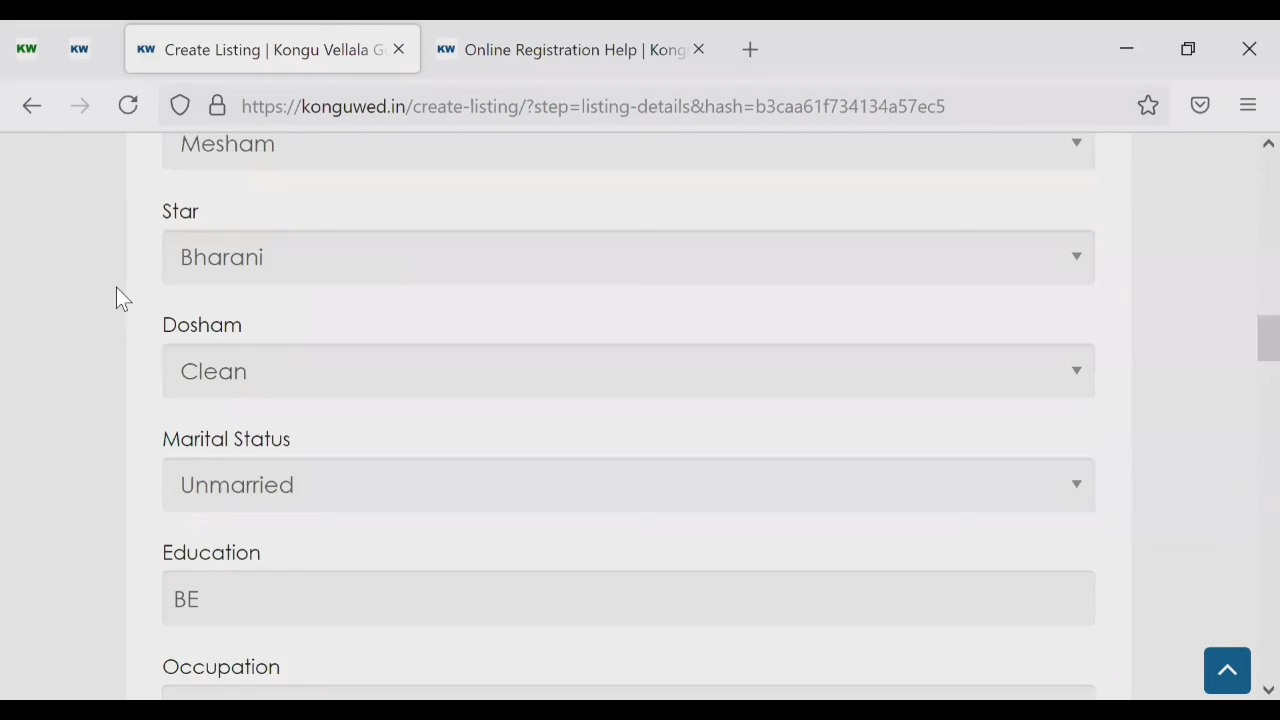 KW
KW
KW Create Listing | Kongu Vellala G
KW Online Registration Help | Kong
https://konguwed.in/create-listing/?step=listing-details&hash=b3caa61f734134a57ec5
Mesham
Star
Bharani
Dosham
Clean
Marital Status
Unmarried
Education
BE
Occupation